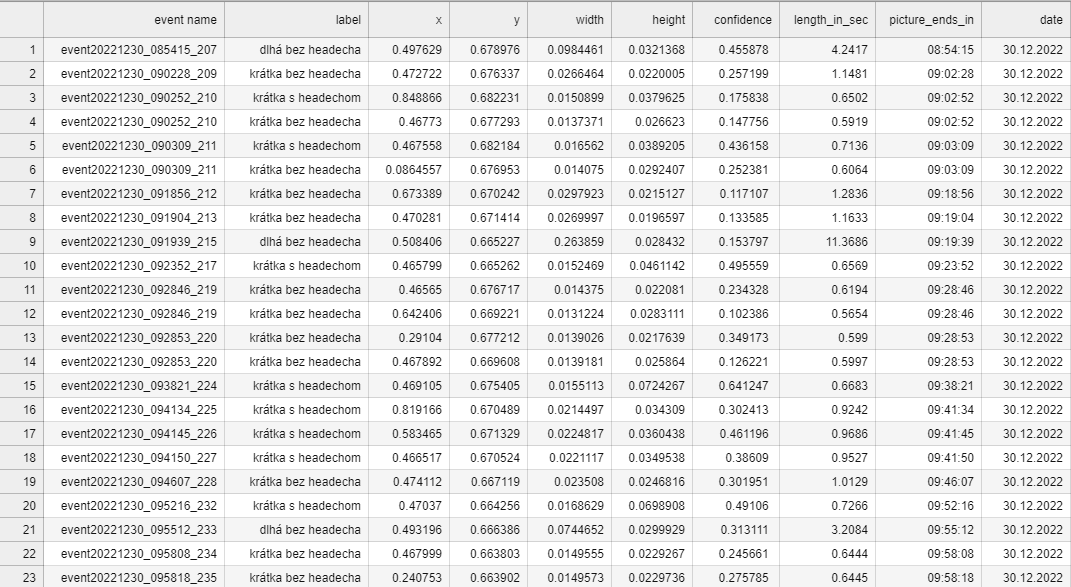 event name label x y width height confidence length_in_sec picture_ends_in date
1 event20221230_085415_207 dlhá bez headecha 0.497629 0.678976 0.0984461 0.0321368 0.455878 4.2417 08:54:15 30.12.2022
2 event20221230_090228_209 krátka bez headecha 0.472722 0.676337 0.0266464 0.0220005 0.257199 1.1481 09:02:28 30.12.2022
3 event20221230_090252_210 krátka s headechom 0.848866 0.682231 0.0150899 0.0379625 0.175838 0.6502 09:02:52 30.12.2022
4 event20221230_090252_210 krátka bez headecha 0.46773 0.677293 0.0137371 0.026623 0.147756 0.5919 09:02:52 30.12.2022
5 event20221230_090309_211 krátka s headechom 0.467558 0.682184 0.016562 0.0389205 0.436158 0.7136 09:03:09 30.12.2022
6 event20221230_090309_211 krátka bez headecha 0.0864557 0.676953 0.014075 0.0292407 0.252381 0.6064 09:03:09 30.12.2022
7 event20221230_091856_212 krátka bez headecha 0.673389 0.670242 0.0297923 0.0215127 0.117107 1.2836 09:18:56 30.12.2022
8 event20221230_091904_213 krátka bez headecha 0.470281 0.671414 0.0269997 0.0196597 0.133585 1.1633 09:19:04 30.12.2022
9 event20221230_091939_215 dlhá bez headecha 0.508406 0.665227 0.263859 0.028432 0.153797 11.3686 09:19:39 30.12.2022
10 event20221230_092352_217 krátka s headechom 0.465799 0.665262 0.0152469 0.0461142 0.495559 0.6569 09:23:52 30.12.2022
11 event20221230_092846_219 krátka bez headecha 0.46565 0.676717 0.014375 0.022081 0.234328 0.6194 09:28:46 30.12.2022
12 event20221230_092846_219 krátka bez headecha 0.642406 0.669221 0.0131224 0.0283111 0.102386 0.5654 09:28:46 30.12.2022
13 event20221230_092853_220 krátka bez headecha 0.29104 0.677212 0.0139026 0.0217639 0.349173 0.599 09:28:53 30.12.2022
14 event20221230_092853_220 krátka bez headecha 0.467892 0.669608 0.0139181 0.025864 0.126221 0.5997 09:28:53 30.12.2022
15 event20221230_093821_224 krátka s headechom 0.469105 0.675405 0.0155113 0.0724267 0.641247 0.6683 09:38:21 30.12.2022
16 event20221230_094134_225 krátka s headechom 0.819166 0.670489 0.0214497 0.034309 0.302413 0.9242 09:41:34 30.12.2022
17 event20221230_094145_226 krátka s headechom 0.583465 0.671329 0.0224817 0.0360438 0.461196 0.9686 09:41:45 30.12.2022
18 event20221230_094150_227 krátka s headechom 0.466517 0.670524 0.0221117 0.0349538 0.38609 0.9527 09:41:50 30.12.2022
19 event20221230_094607_228 krátka bez headecha 0.474112 0.667119 0.023508 0.0246816 0.301951 1.0129 09:46:07 30.12.2022
20 event20221230_095216_232 krátka s headechom 0.47037 0.664256 0.0168629 0.0698908 0.49106 0.7266 09:52:16 30.12.2022
21 event20221230_095512_233 dlhá bez headecha 0.493196 0.666386 0.0744652 0.0299929 0.313111 3.2084 09:55:12 30.12.2022
22 event20221230_095808_234 krátka bez headecha 0.467999 0.663803 0.0149555 0.0229267 0.245661 0.6444 09:58:08 30.12.2022
23 event20221230_095818_235 krátka bez headecha 0.240753 0.663902 0.0149573 0.0229736 0.275785 0.6445 09:58:18 30.12.2022